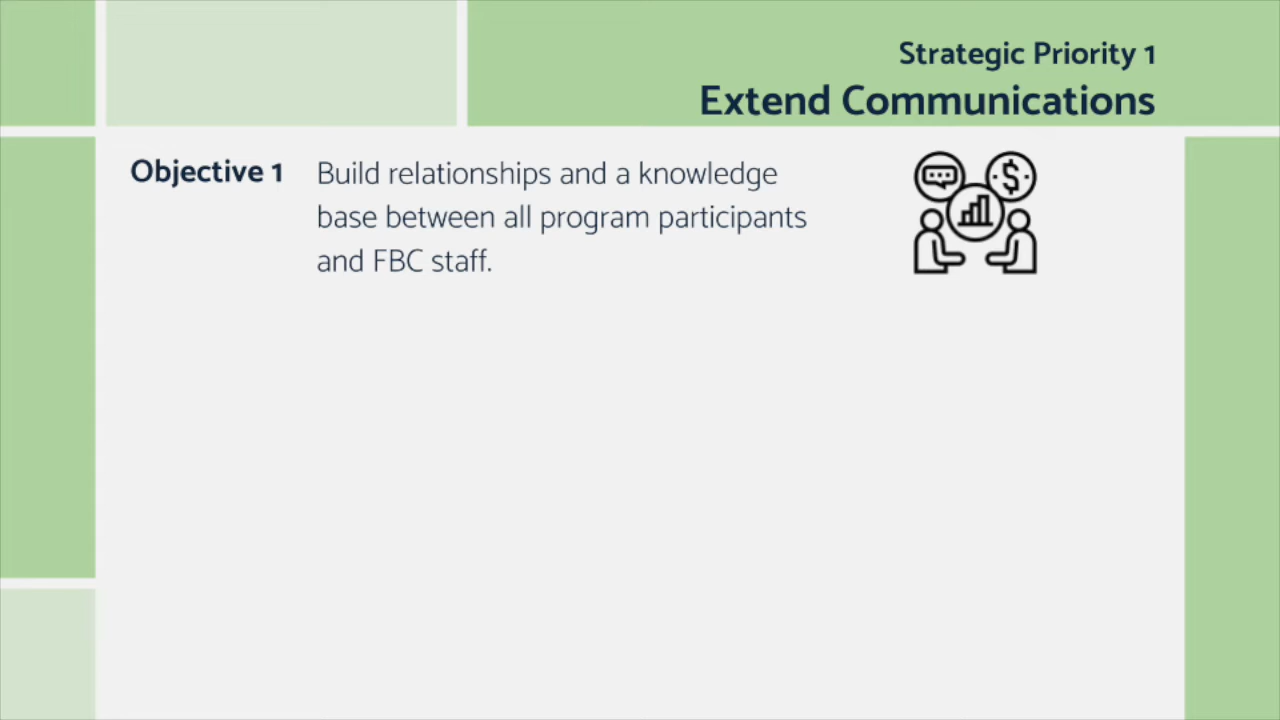 Strategic Priority 1
Extend Communications
Objective 1
Build relationships and a knowledge
base between all program participants
and FBC staff.